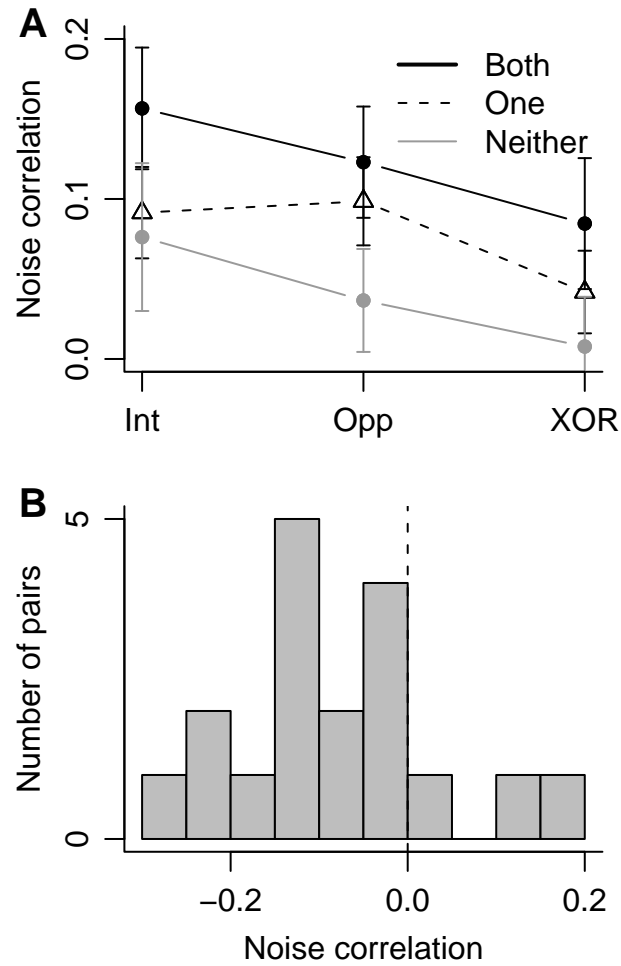 A
Noise correlation
0.2
0.1
0.0
Both
One
Neither
Int
Opp
XOR
B
Number of pairs
5
0
−0.2
0.0
0.2
Noise correlation